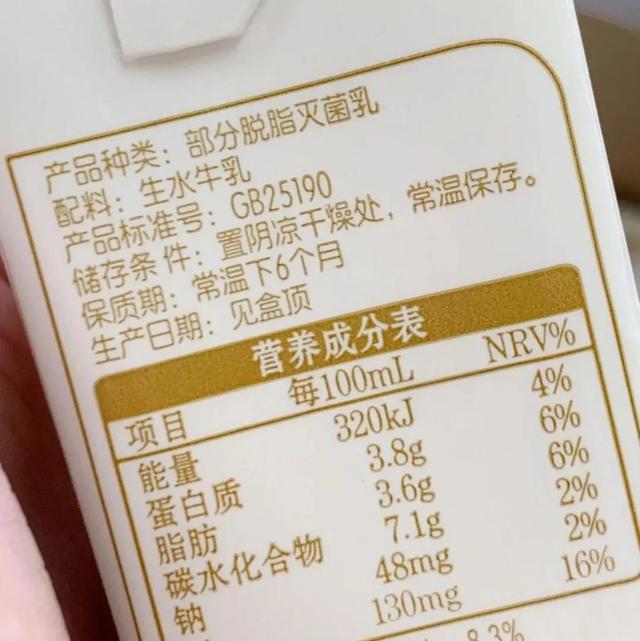 产品种类：部分脱脂灭菌乳
配料：生水牛乳
产品标准号：GB25190
储存条件：置阴凉干燥处，常温保存。
保质期：常温下6个月
生产日期：见盒顶
营养成分表
项目 每100mL NRV%
能量 320kJ 4%
蛋白质 3.8g 6%
脂肪 3.6g 6%
碳水化合物 7.1g 2%
钠 48mg 2%
130mg 16%
8.3%